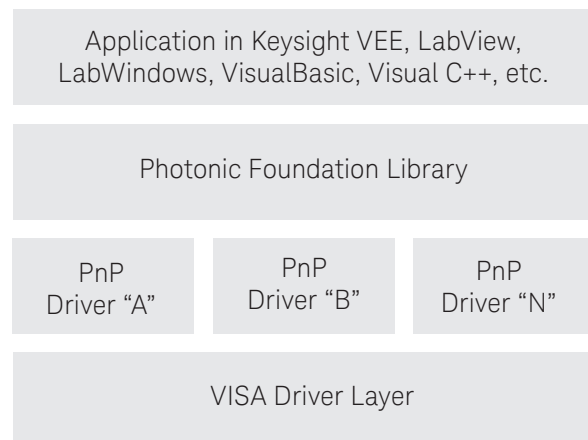 Application in Keysight VEE, LabView,
LabWindows, VisualBasic, Visual C++, etc.
Photonic Foundation Library
PnP
Driver “A”
PnP
Driver “B”
PnP
Driver “N”
VISA Driver Layer